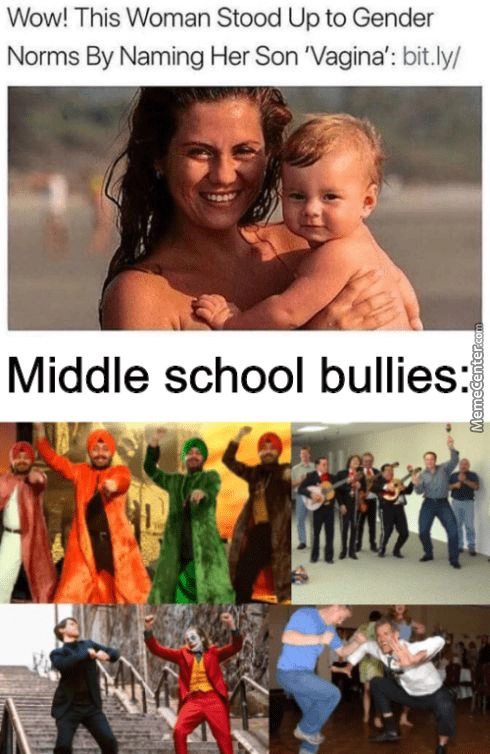 Wow! This Woman Stood Up to Gender
Norms By Naming Her Son 'Vagina': bit.ly/
Middle school bullies:
MemeCenter.com